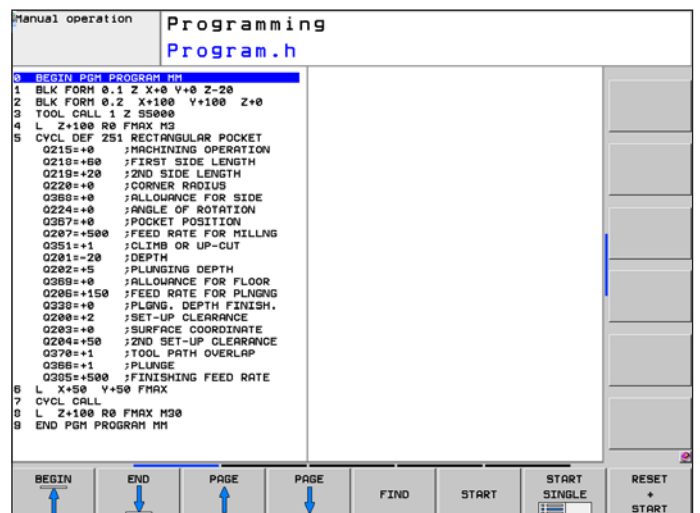 Manual operation
Programming
Program.h
0 BEGIN PGM PROGRAM MM
1 BLK FORM 0.1 Z X+0 Y+0 Z-20
2 BLK FORM 0.2 X+100 Y+100 Z+0
3 TOOL CALL 1 Z S5000
4 L Z+100 R0 FMAX M3
5 CYCL DEF 251 RECTANGULAR POCKET
Q215=+0 ;MACHINING OPERATION
Q218=+60 ;FIRST SIDE LENGTH
Q219=+20 ;2ND SIDE LENGTH
Q220=+0 ;CORNER RADIUS
Q368=+0 ;ALLOWANCE FOR SIDE
Q224=+0 ;ANGLE OF ROTATION
Q367=+0 ;POCKET POSITION
Q207=+500 ;FEED RATE FOR MILLNG
Q351=+1 ;CLIMB OR UP-CUT
Q201=-20 ;DEPTH
Q202=+5 ;PLUNGING DEPTH
Q369=+0 ;ALLOWANCE FOR FLOOR
Q206=+150 ;FEED RATE FOR PLNGNG
Q338=+0 ;PLGNG. DEPTH FINISH.
Q200=+2 ;SET-UP CLEARANCE
Q203=+0 ;SURFACE COORDINATE
Q204=+50 ;2ND SET-UP CLEARANCE
Q370=+1 ;TOOL PATH OVERLAP
Q366=+1 ;PLUNGE
Q385=+500 ;FINISHING FEED RATE
6 L X+50 Y+50 FMAX
7 CYCL CALL
8 L Z+100 R0 FMAX M30
9 END PGM PROGRAM MM
BEGIN
END
PAGE
PAGE
FIND
START
START
SINGLE
RESET
+
START